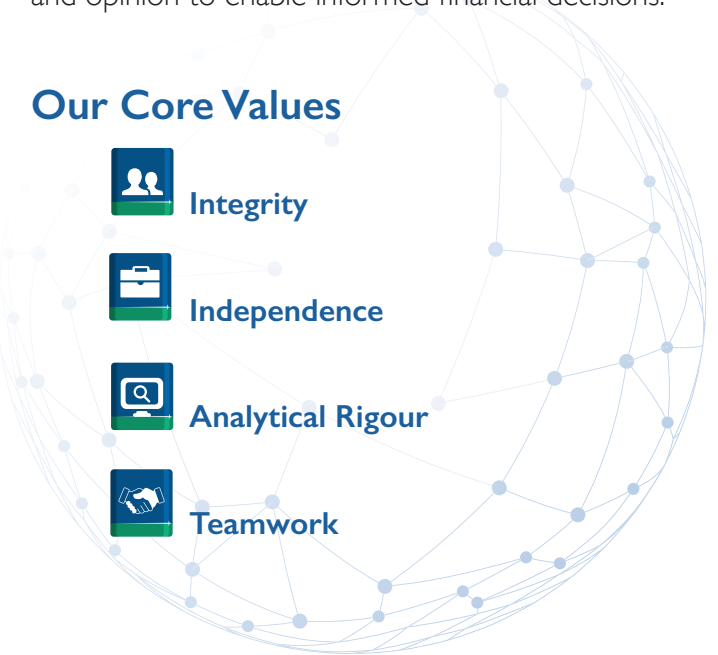 and opinion to enable informed financial decisions.
Our Core Values
Integrity
Independence
Analytical Rigour
Teamwork